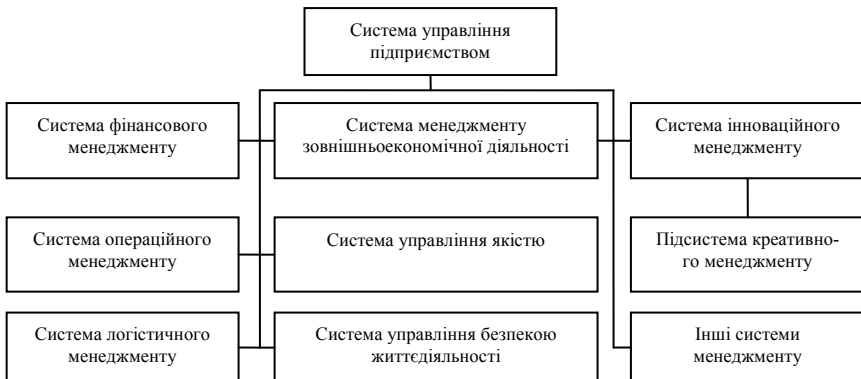 Система управління
підприємством
Система фінансового
менеджменту
Система менеджменту
зовнішньоекономічної діяльності
Система інноваційного
менеджменту
Система операційного
менеджменту
Система управління якістю
Підсистема креативно-
го менеджменту
Система логістичного
менеджменту
Система управління безпекою
життєдіяльності
Інші системи
менеджменту